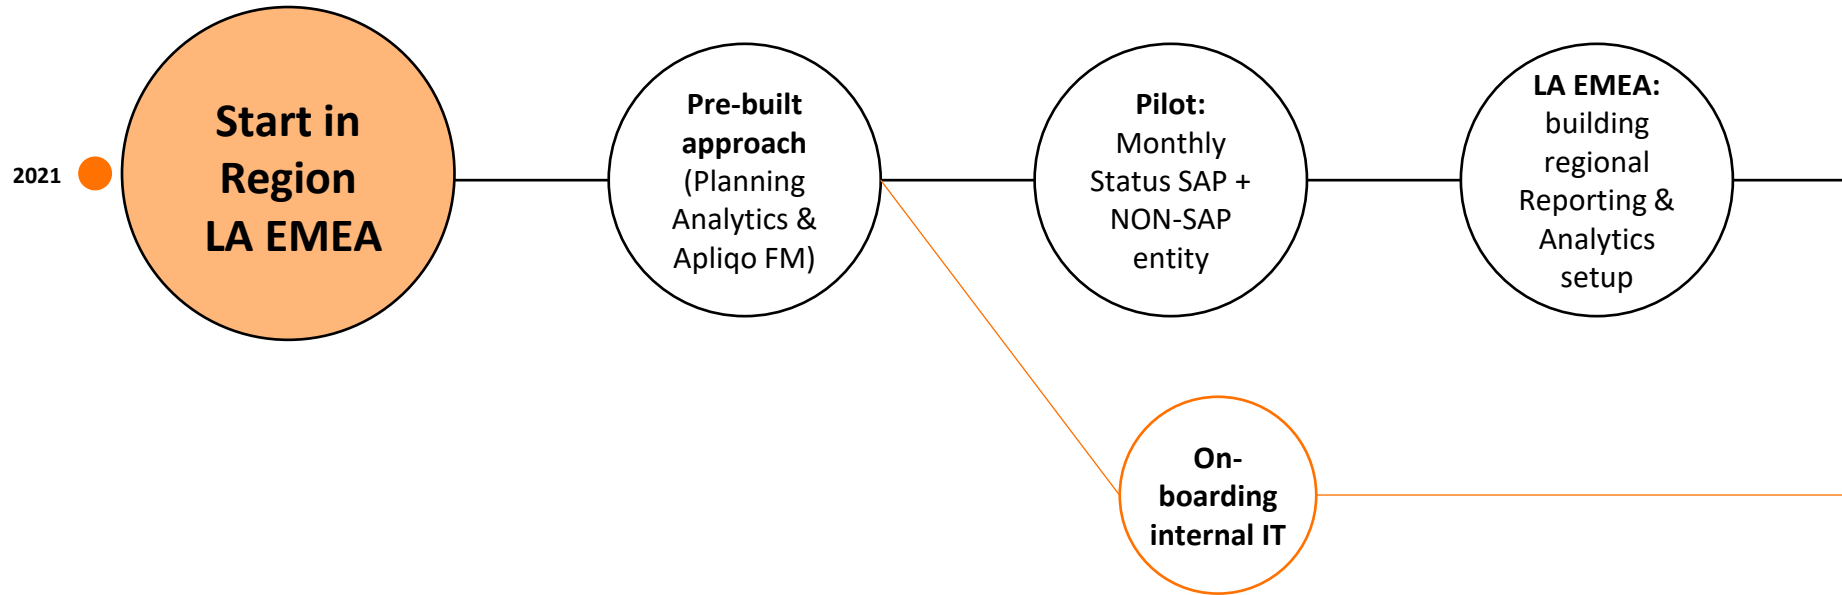 2021
Start in
Region
LA EMEA
Pre-built
approach
(Planning
Analytics &
Apliqo FM)
Pilot:
Monthly
Status SAP +
NON-SAP
entity
LA EMEA:
building
regional
Reporting &
Analytics
setup
On-
boarding
internal IT